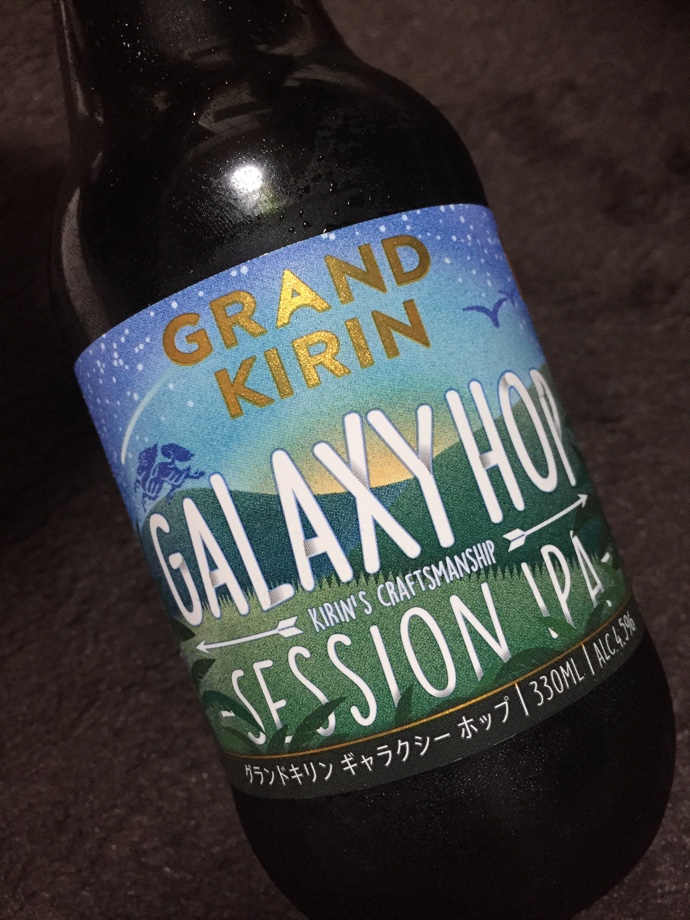 GRAND
KIRIN
GALAXY HOP
KIRIN'S CRAFTSMANSHIP
-SESSION IPA-
グランドキリン ギャラクシー ホップ | 330ML | ALC.4.5%